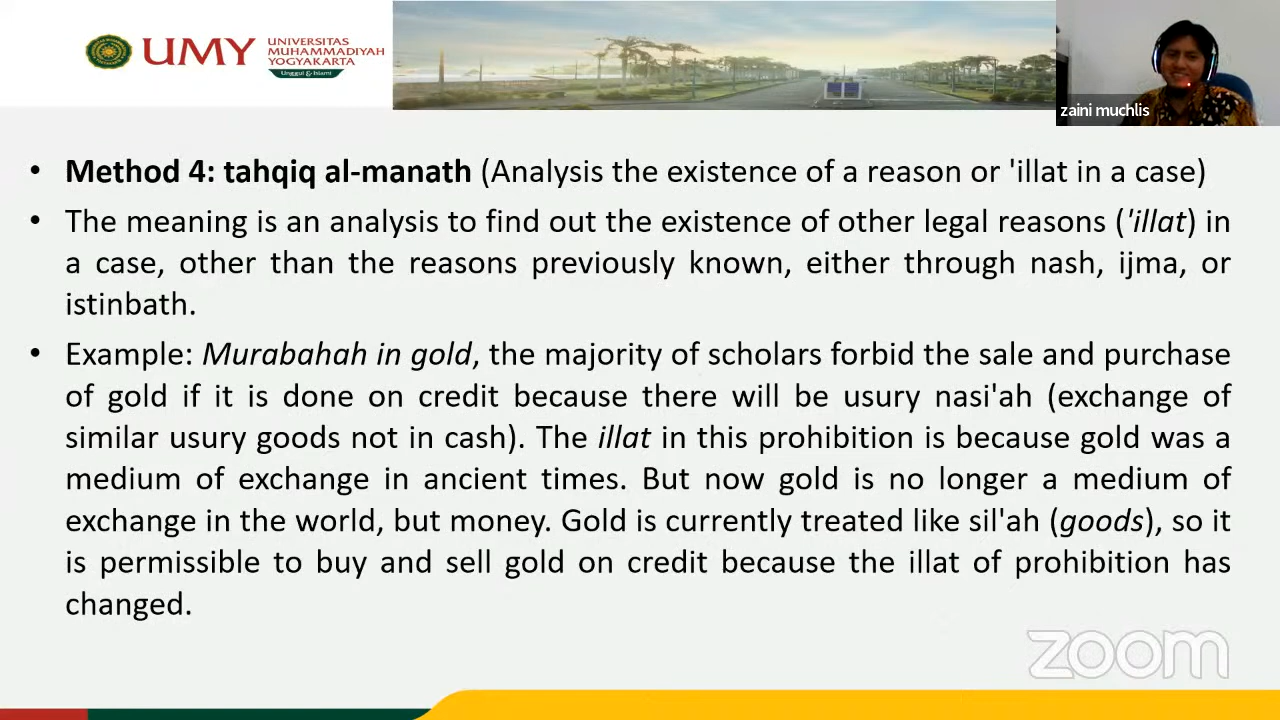 UMY
UNIVERSITAS
MUHAMMADIYAH
YOGYAKARTA
Unggul & Islami
zaini muchlis
• Method 4: tahqiq al-manath (Analysis the existence of a reason or 'illat in a case)
• The meaning is an analysis to find out the existence of other legal reasons ('illat) in
a case, other than the reasons previously known, either through nash, ijma, or
istinbath.
• Example: Murabahah in gold, the majority of scholars forbid the sale and purchase
of gold if it is done on credit because there will be usury nasi'ah (exchange of
similar usury goods not in cash). The illat in this prohibition is because gold was a
medium of exchange in ancient times. But now gold is no longer a medium of
exchange in the world, but money. Gold is currently treated like sil'ah (goods), so it
is permissible to buy and sell gold on credit because the illat of prohibition has
changed.
zoom